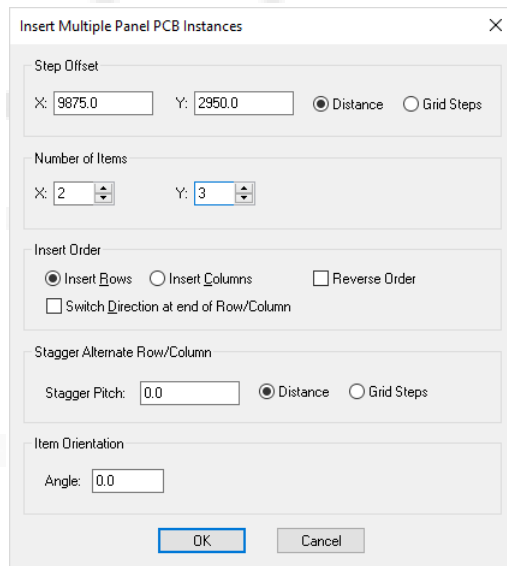 Insert Multiple Panel PCB Instances
Step Offset
X: 9875.0 Y: 2950.0 Distance Grid Steps
Number of Items
X: 2 Y: 3
Insert Order
Insert Rows Insert Columns Reverse Order
Switch Direction at end of Row/Column
Stagger Alternate Row/Column
Stagger Pitch: 0.0 Distance Grid Steps
Item Orientation
Angle: 0.0
OK Cancel